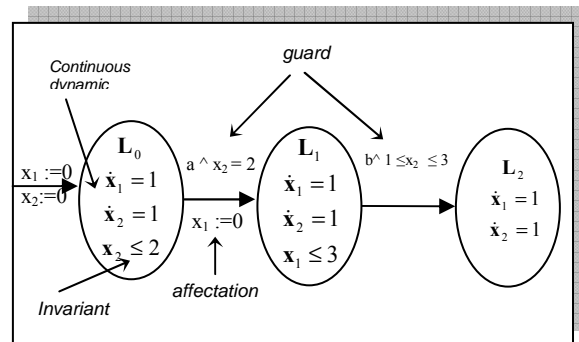 guard
Continuous
dynamic
L₀
ẋ₁ = 1
ẋ₂ = 1
x₂ ≤ 2
x₁ :=0
x₂:=0
a ^ x₂ = 2
x₁ :=0
L₁
ẋ₁ = 1
ẋ₂ = 1
x₁ ≤ 3
b^ 1 ≤x₂ ≤ 3
L₂
ẋ₁ = 1
ẋ₂ = 1
Invariant
affectation